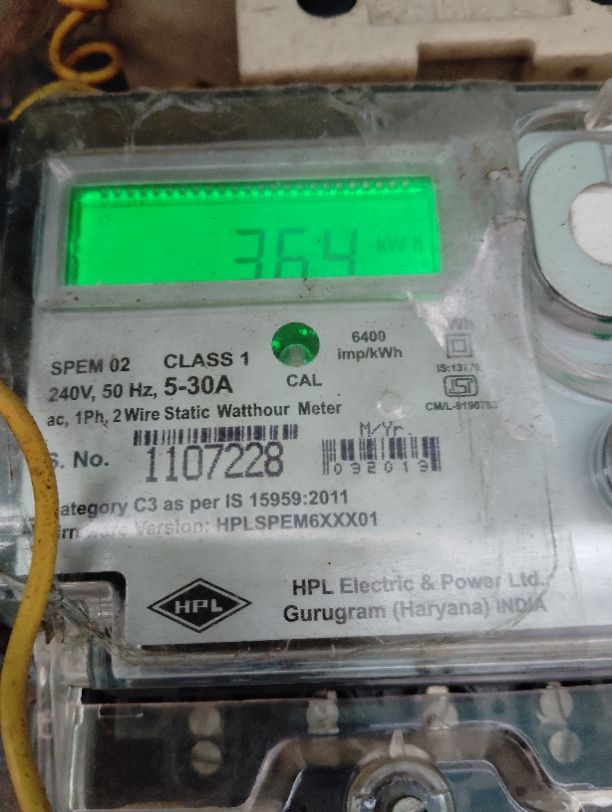 364 kWh
6400
imp/kWh
SPEM 02 CLASS 1
CAL
240V, 50 Hz, 5-30A
ac, 1Ph, 2 Wire Static Watthour Meter
M/Yr.
S. No. 1107228
032019
Category C3 as per IS 15959:2011
Version: HPLSPEM6XXX01
HPL
HPL Electric & Power Ltd.
Gurugram (Haryana) INDIA